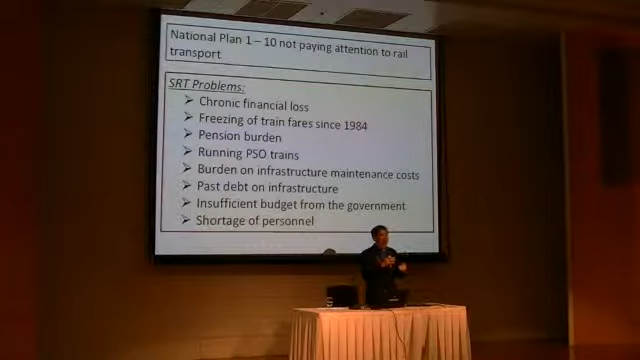 National Plan 1 – 10 not paying attention to rail
transport
SRT Problems:
➢ Chronic financial loss
➢ Freezing of train fares since 1984
➢ Pension burden
➢ Running PSO trains
➢ Burden on infrastructure maintenance costs
➢ Past debt on infrastructure
➢ Insufficient budget from the government
➢ Shortage of personnel